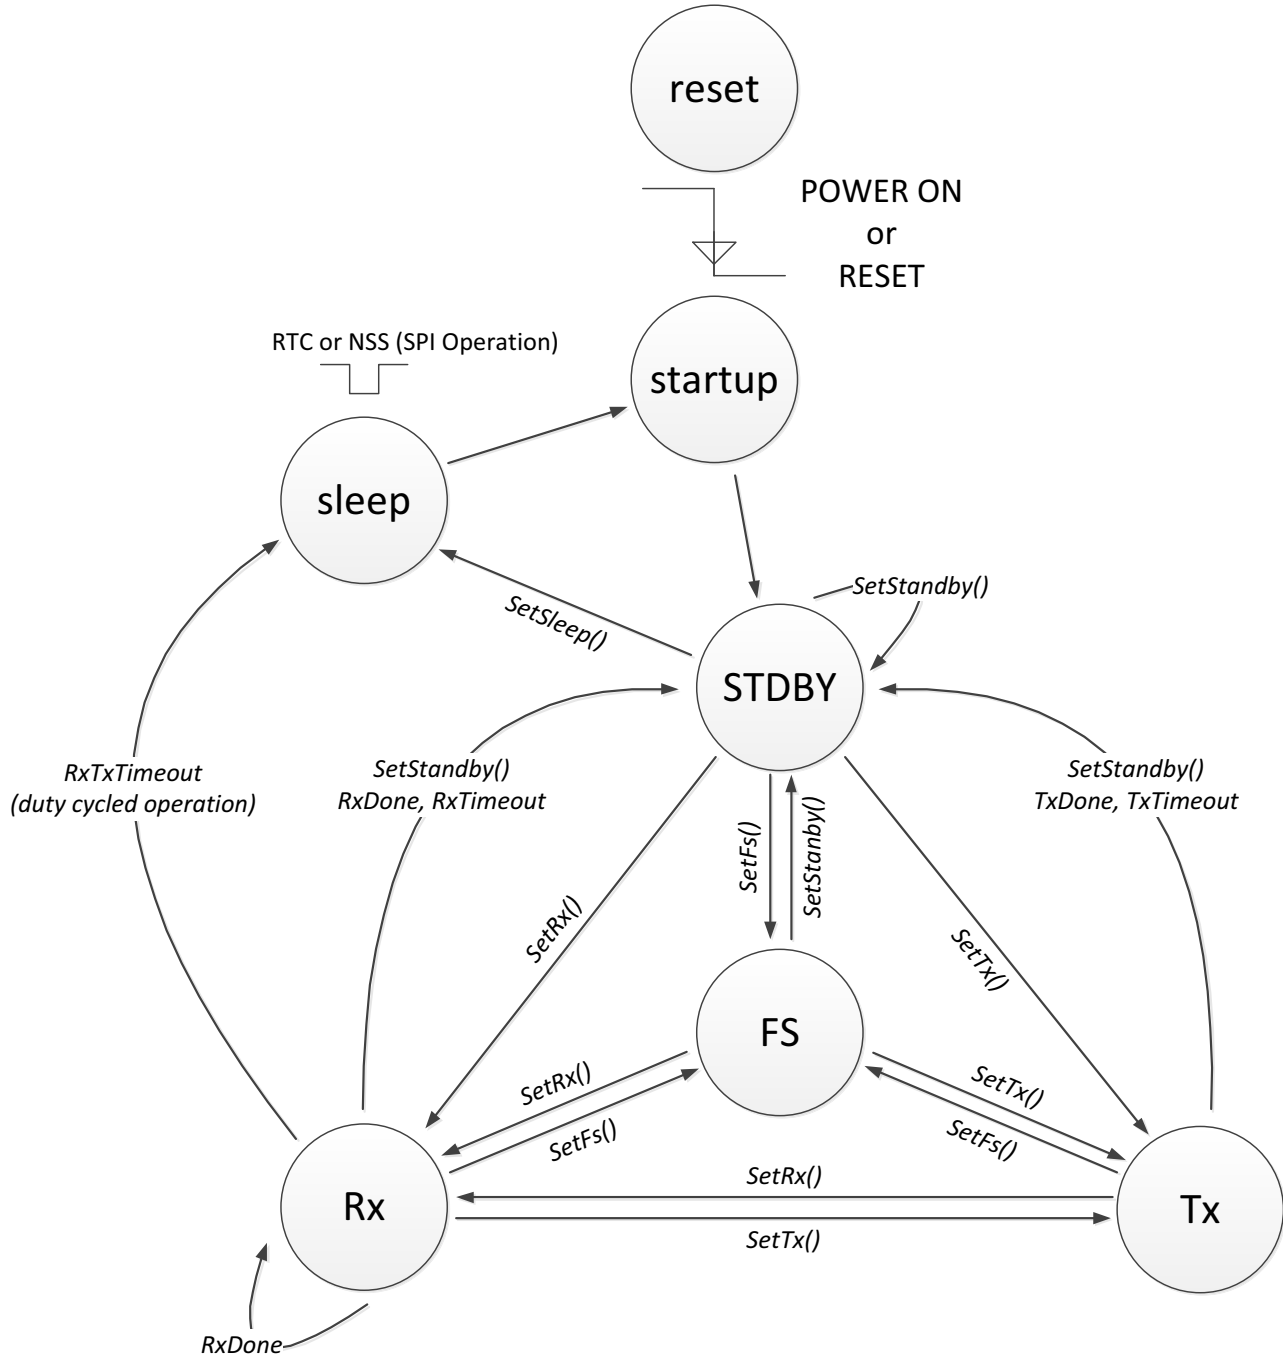 reset
POWER ON
or
RESET
RTC or NSS (SPI Operation)
startup
sleep
SetStandby()
SetSleep()
STDBY
RxTxTimeout
(duty cycled operation)
SetStandby()
RxDone, RxTimeout
SetStandby()
TxDone, TxTimeout
SetFs()
SetStanby()
SetRx()
SetTx()
FS
SetRx()
SetFs()
SetTx()
SetFs()
SetRx()
Rx
Tx
SetTx()
RxDone